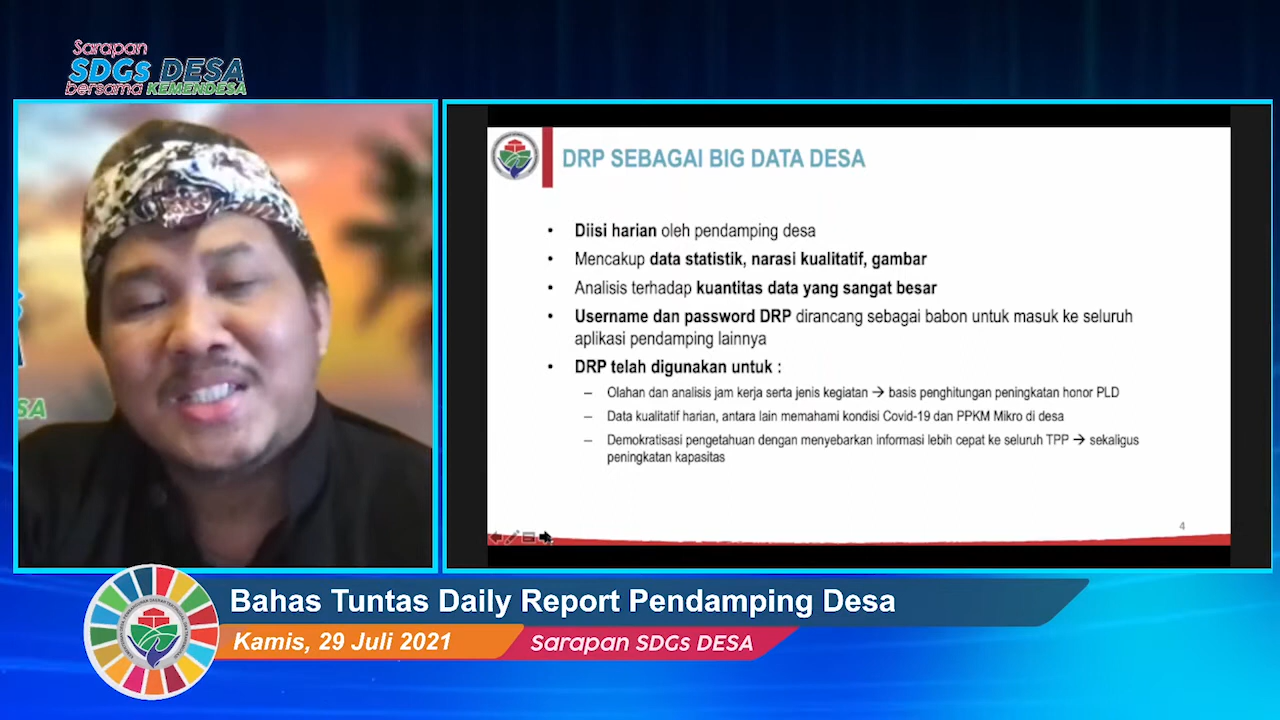 Sarapan
SDGs DESA
bersama KEMENDESA
SA
DRP SEBAGAI BIG DATA DESA
• Diisi harian oleh pendamping desa
• Mencakup data statistik, narasi kualitatif, gambar
• Analisis terhadap kuantitas data yang sangat besar
• Username dan password DRP dirancang sebagai babon untuk masuk ke seluruh
aplikasi pendamping lainnya
• DRP telah digunakan untuk :
– Olahan dan analisis jam kerja serta jenis kegiatan → basis penghitungan peningkatan honor PLD
– Data kualitatif harian, antara lain memahami kondisi Covid-19 dan PPKM Mikro di desa
– Demokratisasi pengetahuan dengan menyebarkan informasi lebih cepat ke seluruh TPP → sekaligus
peningkatan kapasitas
4
Bahas Tuntas Daily Report Pendamping Desa
Kamis, 29 Juli 2021
Sarapan SDGs DESA